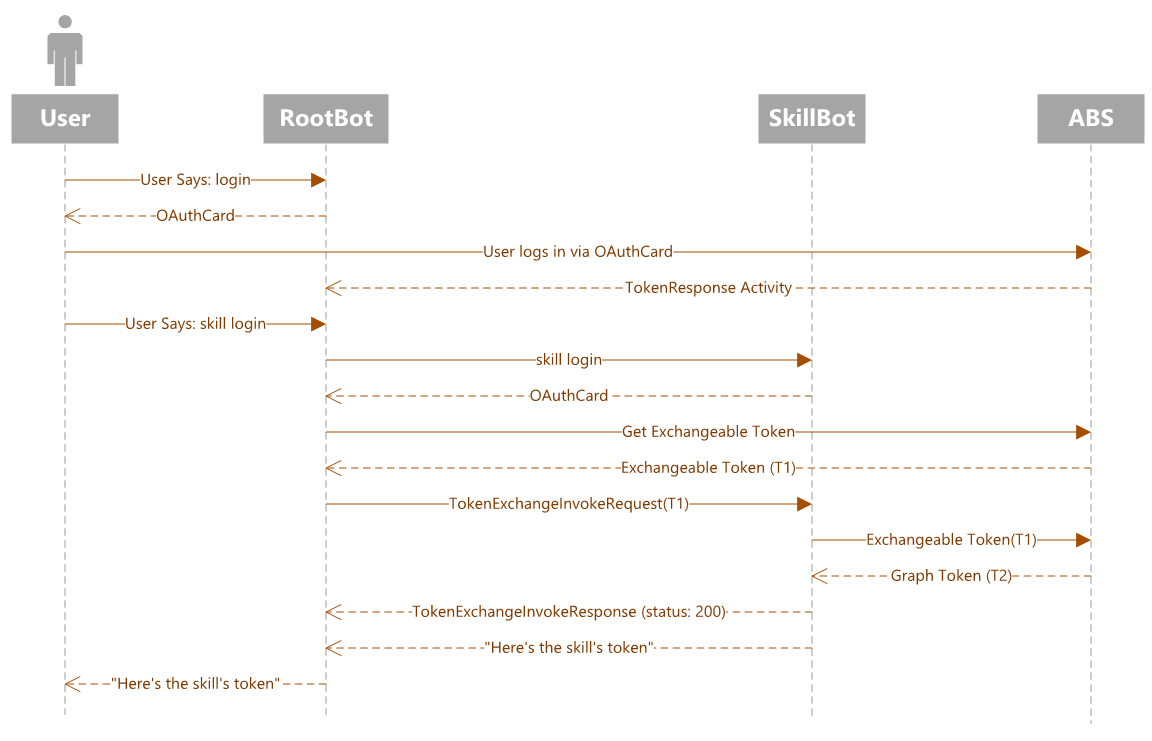 User
RootBot
SkillBot
ABS
User Says: login
OAuthCard
User logs in via OAuthCard
TokenResponse Activity
User Says: skill login
skill login
OAuthCard
Get Exchangeable Token
Exchangeable Token (T1)
TokenExchangeInvokeRequest(T1)
Exchangeable Token(T1)
Graph Token (T2)
TokenExchangeInvokeResponse (status: 200)
"Here's the skill's token"
"Here's the skill's token"